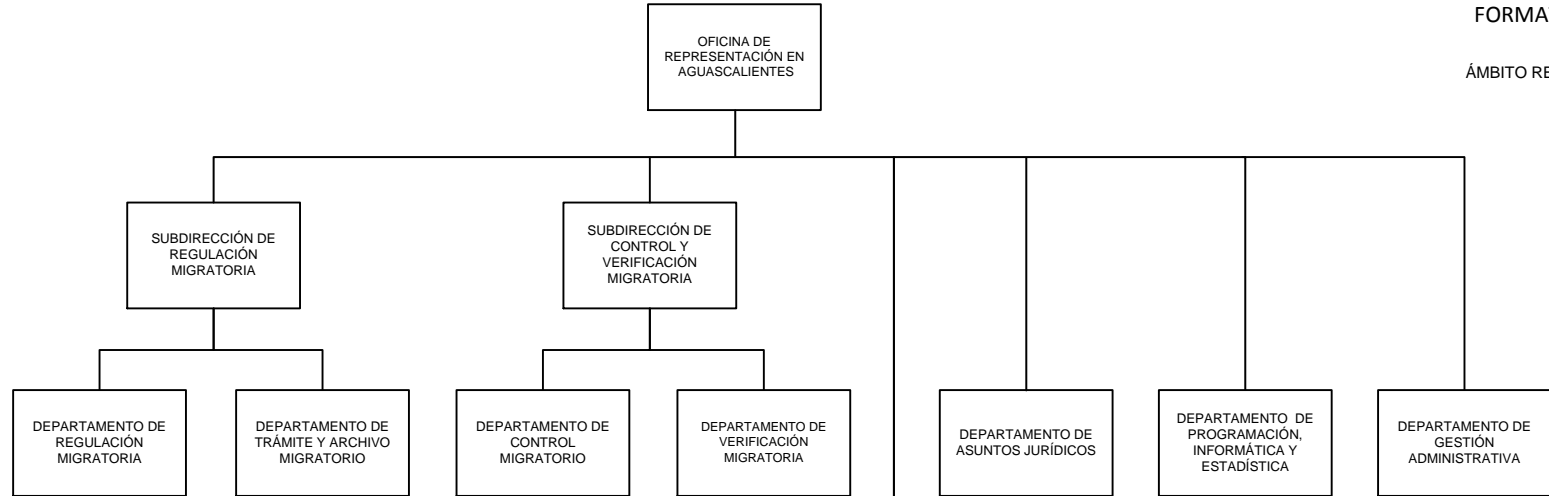 FORMA
ÁMBITO RE
OFICINA DE
REPRESENTACIÓN EN
AGUASCALIENTES
SUBDIRECCIÓN DE
REGULACIÓN
MIGRATORIA
SUBDIRECCIÓN DE
CONTROL Y
VERIFICACIÓN
MIGRATORIA
DEPARTAMENTO DE
REGULACIÓN
MIGRATORIA
DEPARTAMENTO DE
TRÁMITE Y ARCHIVO
MIGRATORIO
DEPARTAMENTO DE
CONTROL
MIGRATORIO
DEPARTAMENTO DE
VERIFICACIÓN
MIGRATORIA
DEPARTAMENTO DE
ASUNTOS JURÍDICOS
DEPARTAMENTO DE
PROGRAMACIÓN,
INFORMÁTICA Y
ESTADÍSTICA
DEPARTAMENTO DE
GESTIÓN
ADMINISTRATIVA